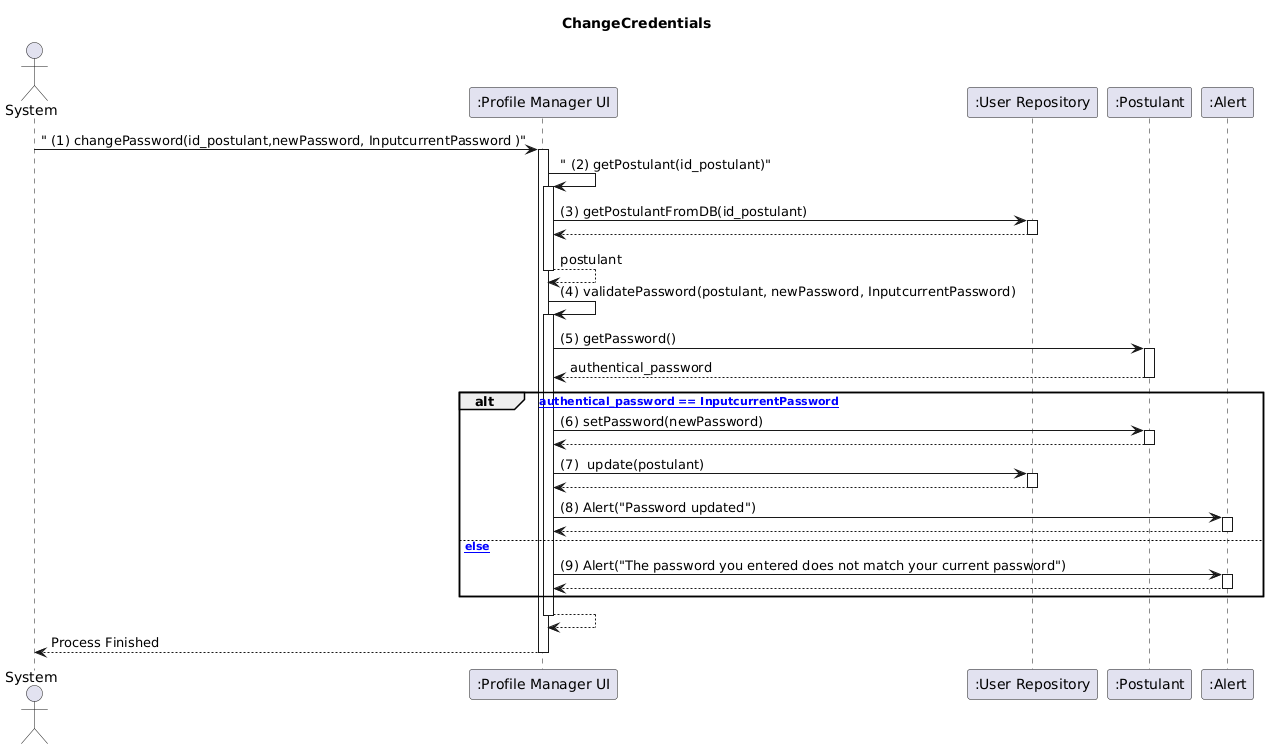 ChangeCredentials
System
:Profile Manager UI
:User Repository
:Postulant
:Alert
" (1) changePassword(id_postulant,newPassword, InputcurrentPassword )"
" (2) getPostulant(id_postulant)"
(3) getPostulantFromDB(id_postulant)
postulant
(4) validatePassword(postulant, newPassword, InputcurrentPassword)
(5) getPassword()
authentical_password
alt
authentical_password == InputcurrentPassword
(6) setPassword(newPassword)
(7)  update(postulant)
(8) Alert("Password updated")
else
(9) Alert("The password you entered does not match your current password")
Process Finished
System
:Profile Manager UI
:User Repository
:Postulant
:Alert